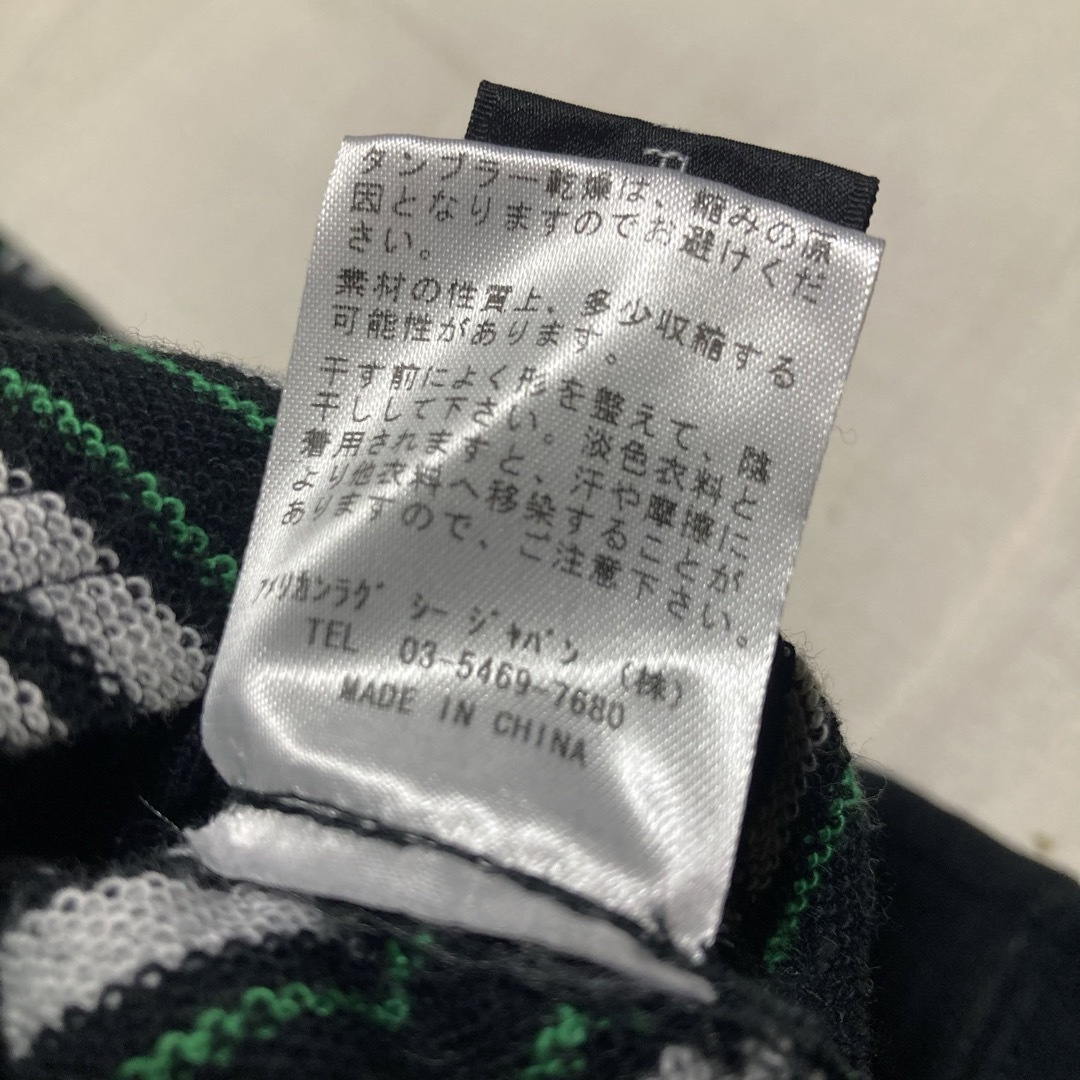 タンブラー乾燥は、縮みの原
因となりますのでお避けくだ
さい。
素材の性質上、多少収縮する
可能性があります。
干す前によく形を整えて、陰
干しして下さい。淡色衣料と
着用されますと、汗や摩擦に
より他衣料へ移染することが
ありますので、ご注意下さい。
ｱﾒﾘｶﾝラグ シー ジャパン (株)
TEL 03-5469-7680
MADE IN CHINA